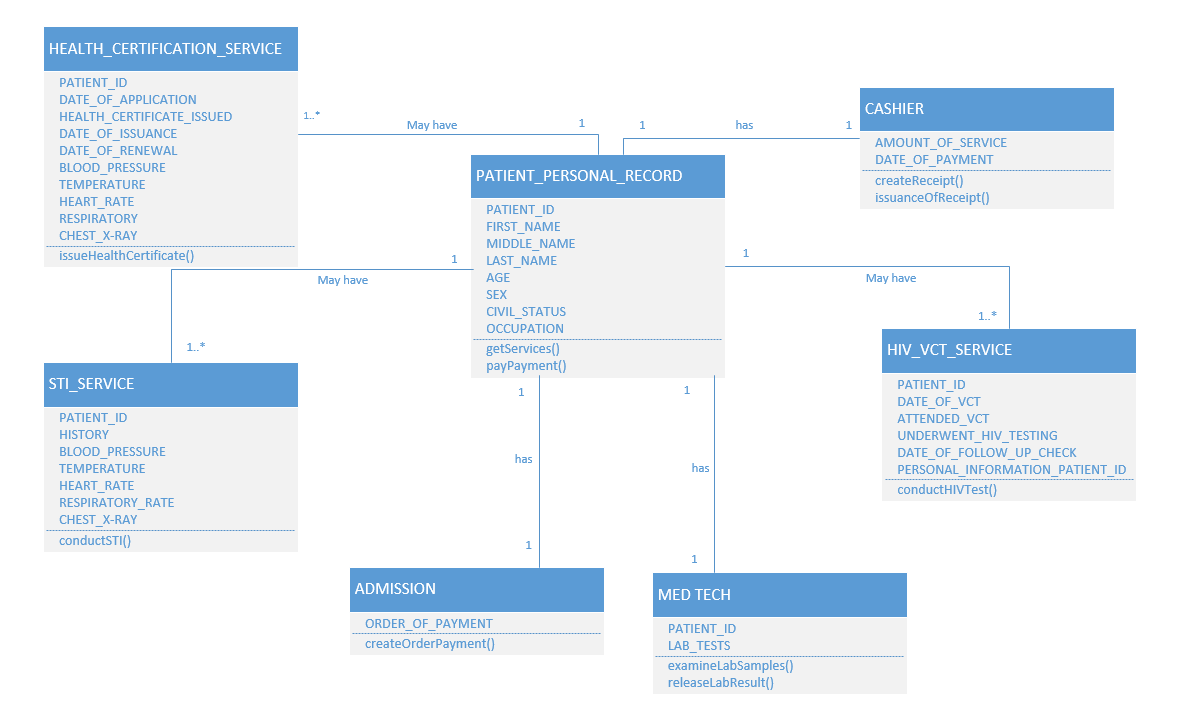 HEALTH_CERTIFICATION_SERVICE
PATIENT_ID
DATE_OF_APPLICATION
HEALTH_CERTIFICATE_ISSUED
DATE_OF_ISSUANCE
DATE_OF_RENEWAL
BLOOD_PRESSURE
TEMPERATURE
HEART_RATE
RESPIRATORY
CHEST_X-RAY
issueHealthCertificate()
1..*
May have
1
1
has
1
CASHIER
AMOUNT_OF_SERVICE
DATE_OF_PAYMENT
createReceipt()
issuanceOfReceipt()
PATIENT_PERSONAL_RECORD
PATIENT_ID
FIRST_NAME
MIDDLE_NAME
LAST_NAME
AGE
SEX
CIVIL_STATUS
OCCUPATION
getServices()
payPayment()
1
May have
1..*
1
May have
1..*
STI_SERVICE
PATIENT_ID
HISTORY
BLOOD_PRESSURE
TEMPERATURE
HEART_RATE
RESPIRATORY_RATE
CHEST_X-RAY
conductSTI()
HIV_VCT_SERVICE
PATIENT_ID
DATE_OF_VCT
ATTENDED_VCT
UNDERWENT_HIV_TESTING
DATE_OF_FOLLOW_UP_CHECK
PERSONAL_INFORMATION_PATIENT_ID
conductHIVTest()
1
has
1
1
has
1
ADMISSION
ORDER_OF_PAYMENT
createOrderPayment()
MED TECH
PATIENT_ID
LAB_TESTS
examineLabSamples()
releaseLabResult()